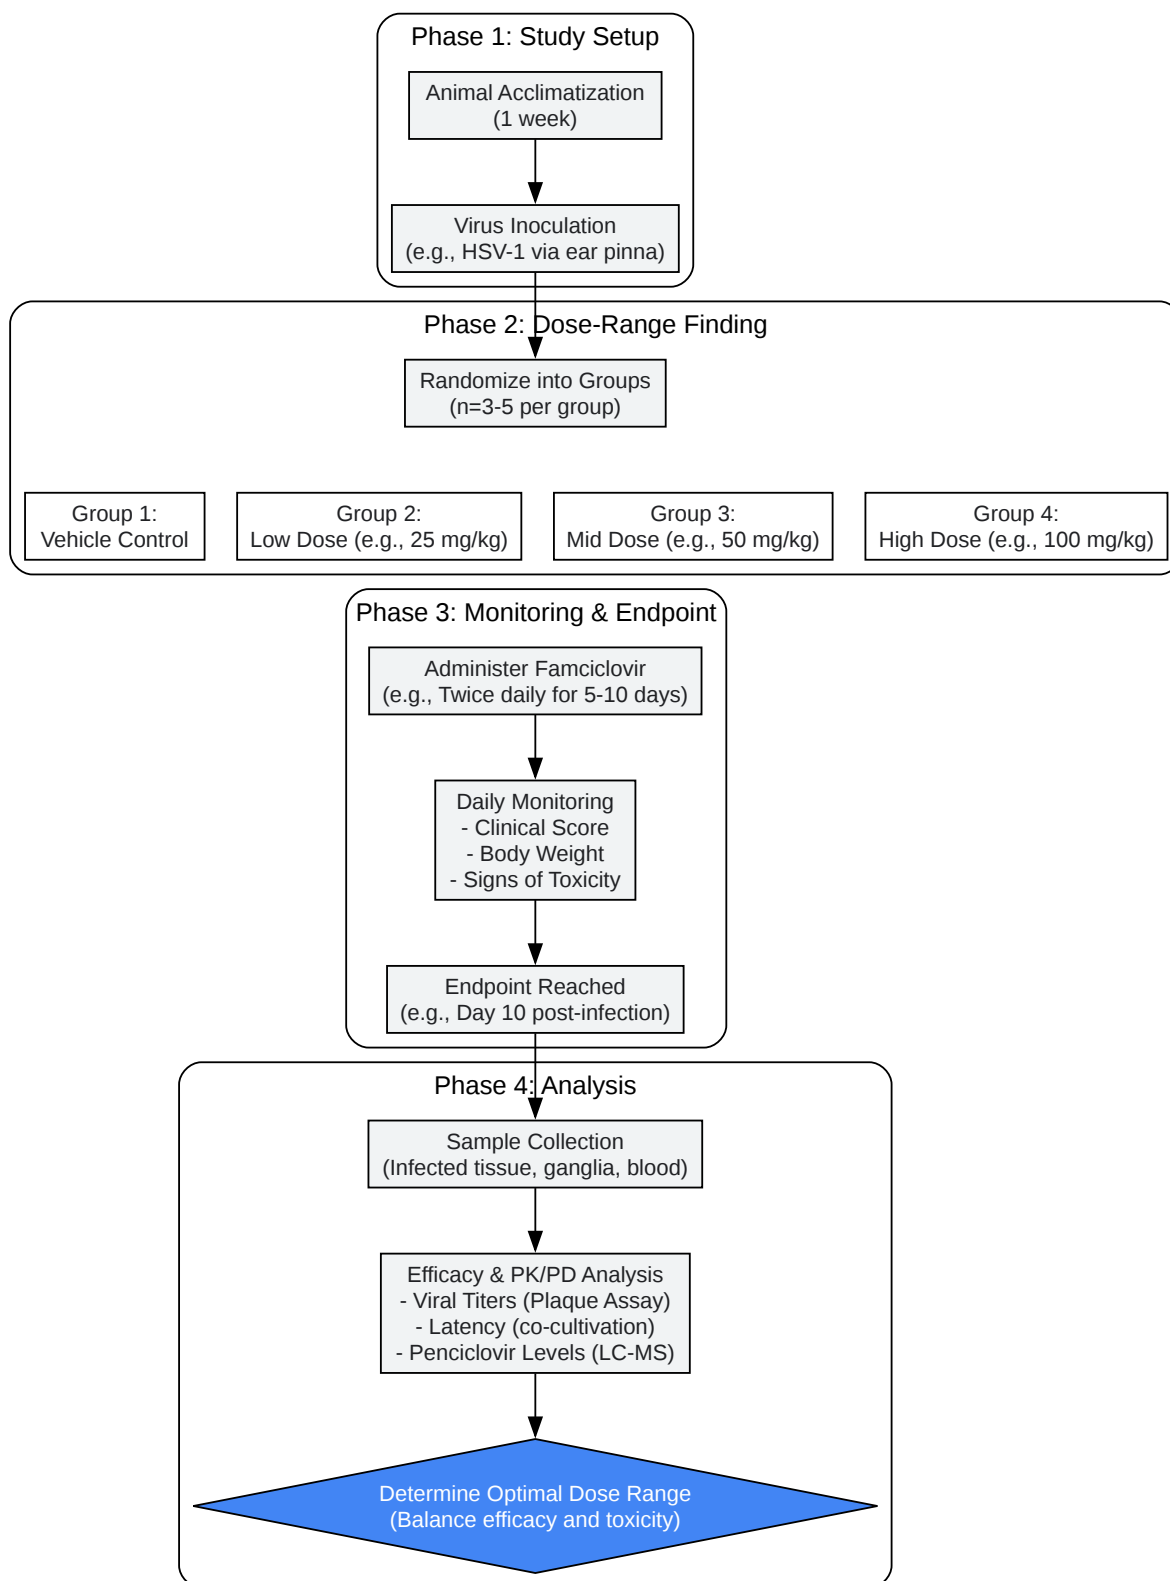 Phase 1: Study Setup
Animal Acclimatization
(1 week)
Virus Inoculation
(e.g., HSV-1 via ear pinna)
Phase 2: Dose-Range Finding
Randomize into Groups
(n=3-5 per group)
Group 1:
Vehicle Control
Group 2:
Low Dose (e.g., 25 mg/kg)
Group 3:
Mid Dose (e.g., 50 mg/kg)
Group 4:
High Dose (e.g., 100 mg/kg)
Phase 3: Monitoring & Endpoint
Administer Famciclovir
(e.g., Twice daily for 5-10 days)
Daily Monitoring
- Clinical Score
- Body Weight
- Signs of Toxicity
Endpoint Reached
(e.g., Day 10 post-infection)
Phase 4: Analysis
Sample Collection
(Infected tissue, ganglia, blood)
Efficacy & PK/PD Analysis
- Viral Titers (Plaque Assay)
- Latency (co-cultivation)
- Penciclovir Levels (LC-MS)
Determine Optimal Dose Range
(Balance efficacy and toxicity)